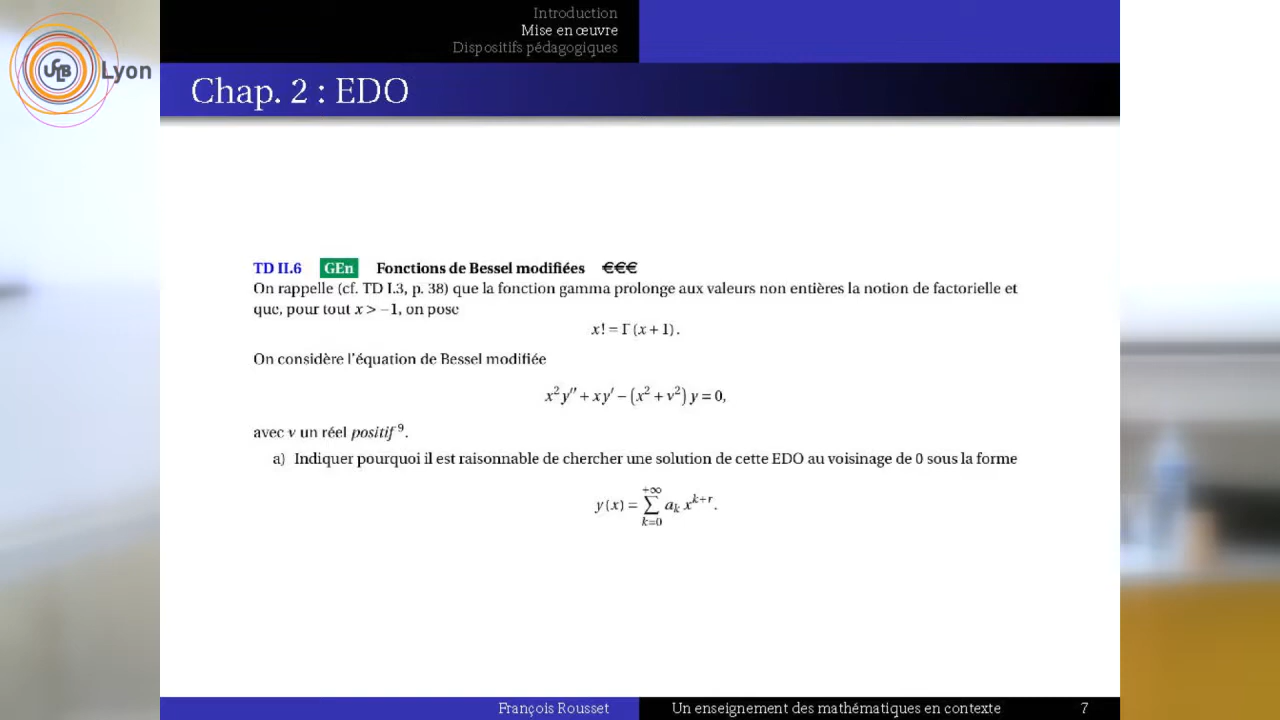 Introduction
Mise en œuvre
Dispositifs pédagogiques
UCLB Lyon
Chap. 2 : EDO
TD II.6 GEn Fonctions de Bessel modifiées €€€
On rappelle (cf. TD I.3, p. 38) que la fonction gamma prolonge aux valeurs non entières la notion de factorielle et
que, pour tout x > −1, on pose
x! = Γ(x + 1).
On considère l'équation de Bessel modifiée
x²y″ + xy′ − (x² + ν²) y = 0,
avec ν un réel positif⁹.
a) Indiquer pourquoi il est raisonnable de chercher une solution de cette EDO au voisinage de 0 sous la forme
y(x) = ∑_{k=0}^{+∞} a_k x^{k+r}.
François Rousset Un enseignement des mathématiques en contexte 7